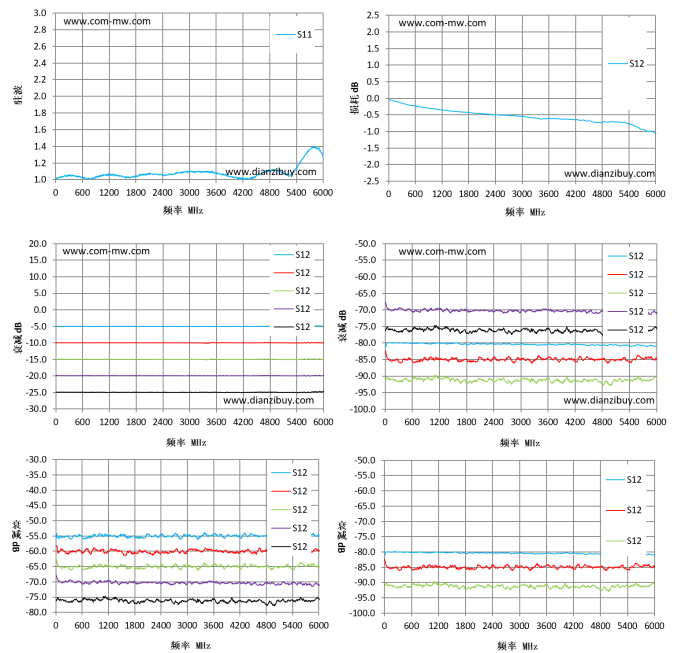 www.com-mw.com
3.0
2.8
2.6
2.4
2.2
2.0
1.8
1.6
1.4
1.2
1.0
S11
驻波
www.dianzibuy.com
0 600 1200 1800 2400 3000 3600 4200 4800 5400 6000
频率 MHz
www.com-mw.com
2.5
2.0
1.5
1.0
0.5
0.0
-0.5
-1.0
-1.5
-2.0
-2.5
S12
损耗 dB
www.dianzibuy.com
0 600 1200 1800 2400 3000 3600 4200 4800 5400 6000
频率 MHz
www.com-mw.com
20.0
15.0
10.0
5.0
0.0
-5.0
-10.0
-15.0
-20.0
-25.0
-30.0
S12
S12
S12
S12
S12
衰减 dB
www.dianzibuy.com
0 600 1200 1800 2400 3000 3600 4200 4800 5400 6000
频率 MHz
www.com-mw.com
-50.0
-55.0
-60.0
-65.0
-70.0
-75.0
-80.0
-85.0
-90.0
-95.0
-100.0
S12
S12
S12
S12
S12
衰减 dB
www.dianzibuy.com
0 600 1200 1800 2400 3000 3600 4200 4800 5400 6000
频率 MHz
-30.0
-35.0
-40.0
-45.0
-50.0
-55.0
-60.0
-65.0
-70.0
-75.0
-80.0
S12
S12
S12
S12
S12
衰减 dB
0 600 1200 1800 2400 3000 3600 4200 4800 5400 6000
频率 MHz
-50.0
-55.0
-60.0
-65.0
-70.0
-75.0
-80.0
-85.0
-90.0
-95.0
-100.0
S12
S12
S12
衰减 dB
0 600 1200 1800 2400 3000 3600 4200 4800 5400 6000
频率 MHz